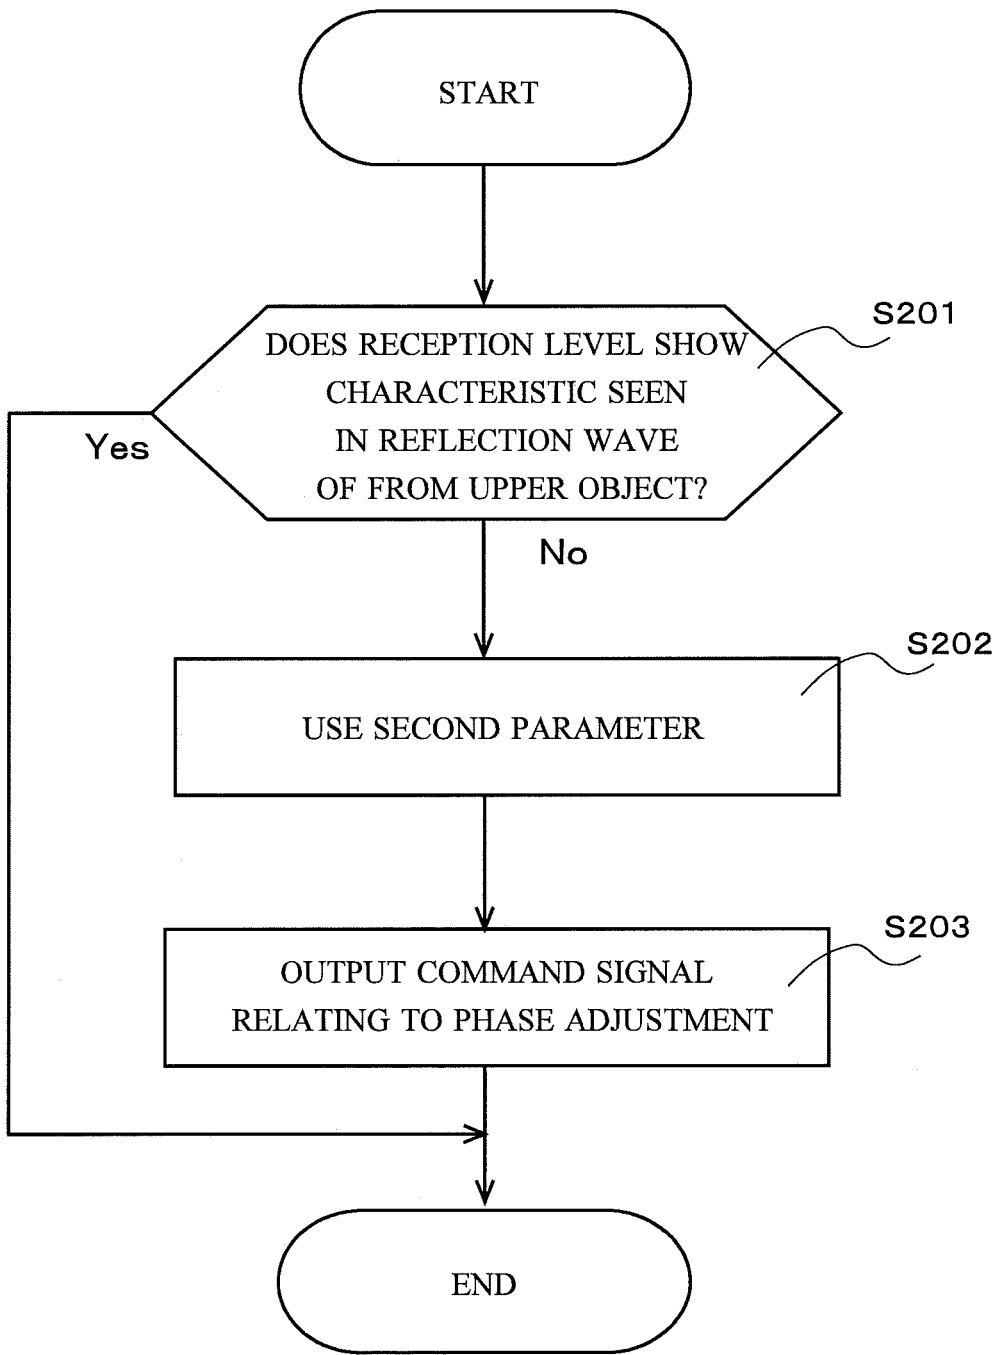 START
S201
DOES RECEPTION LEVEL SHOW
CHARACTERISTIC SEEN
IN REFLECTION WAVE
OF FROM UPPER OBJECT?
Yes
No
S202
USE SECOND PARAMETER
S203
OUTPUT COMMAND SIGNAL
RELATING TO PHASE ADJUSTMENT
END